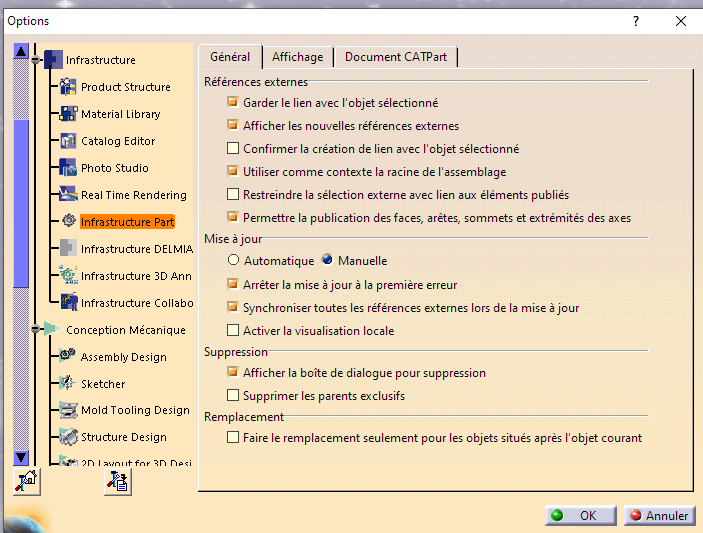 Options
Infrastructure
Product Structure
Material Library
Catalog Editor
Photo Studio
Real Time Rendering
Infrastructure Part
Infrastructure DELMIA
Infrastructure 3D Ann
Infrastructure Collabo
Conception Mécanique
Assembly Design
Sketcher
Mold Tooling Design
Structure Design
2D Layout for 3D Desi
Général Affichage Document CATPart
Références externes
Garder le lien avec l'objet sélectionné
Afficher les nouvelles références externes
Confirmer la création de lien avec l'objet sélectionné
Utiliser comme contexte la racine de l'assemblage
Restreindre la sélection externe avec lien aux éléments publiés
Permettre la publication des faces, arêtes, sommets et extrémités des axes
Mise à jour
Automatique Manuelle
Arrêter la mise à jour à la première erreur
Synchroniser toutes les références externes lors de la mise à jour
Activer la visualisation locale
Suppression
Afficher la boîte de dialogue pour suppression
Supprimer les parents exclusifs
Remplacement
Faire le remplacement seulement pour les objets situés après l'objet courant
OK Annuler